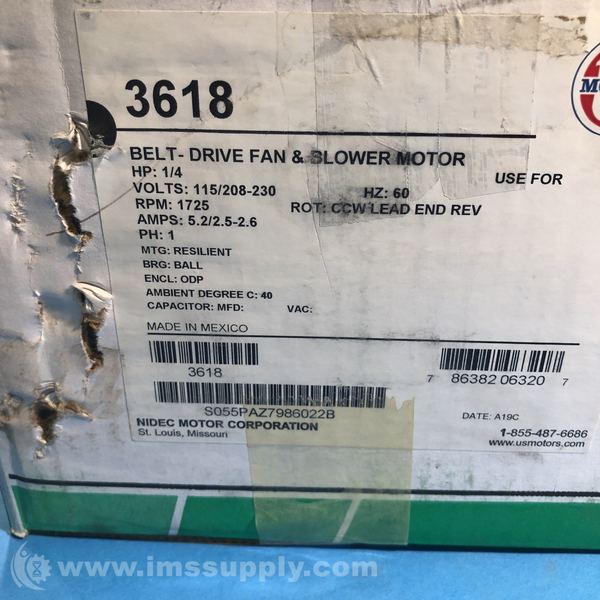 3618
BELT- DRIVE FAN & BLOWER MOTOR
HP: 1/4
USE FOR
VOLTS: 115/208-230 HZ: 60
RPM: 1725 ROT: CCW LEAD END REV
AMPS: 5.2/2.5-2.6
PH: 1
MTG: RESILIENT
BRG: BALL
ENCL: ODP
AMBIENT DEGREE C: 40
CAPACITOR: MFD: VAC:
MADE IN MEXICO
3618
7 86382 06320 7
S055PAZ7986022B
NIDEC MOTOR CORPORATION
St. Louis, Missouri
DATE: A19C
1-855-487-6686
www.usmotors.com
www.imssupply.com